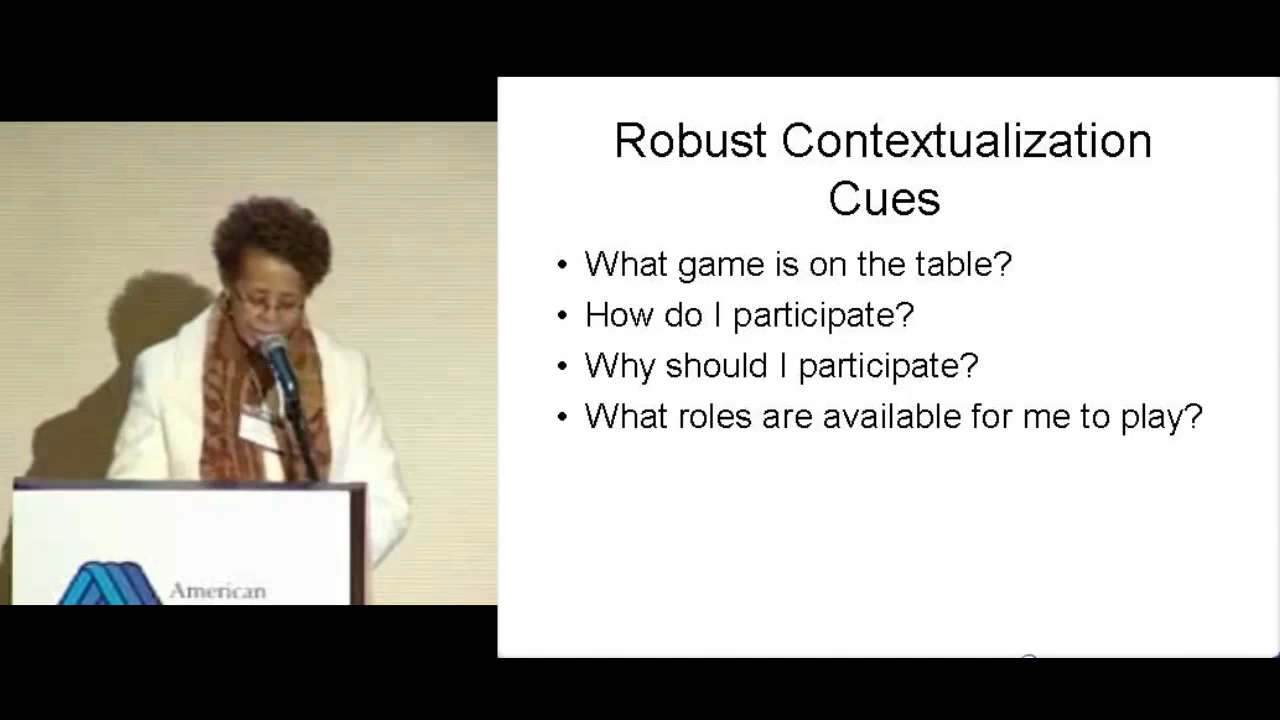 Robust Contextualization
Cues
• What game is on the table?
• How do I participate?
• Why should I participate?
• What roles are available for me to play?
American